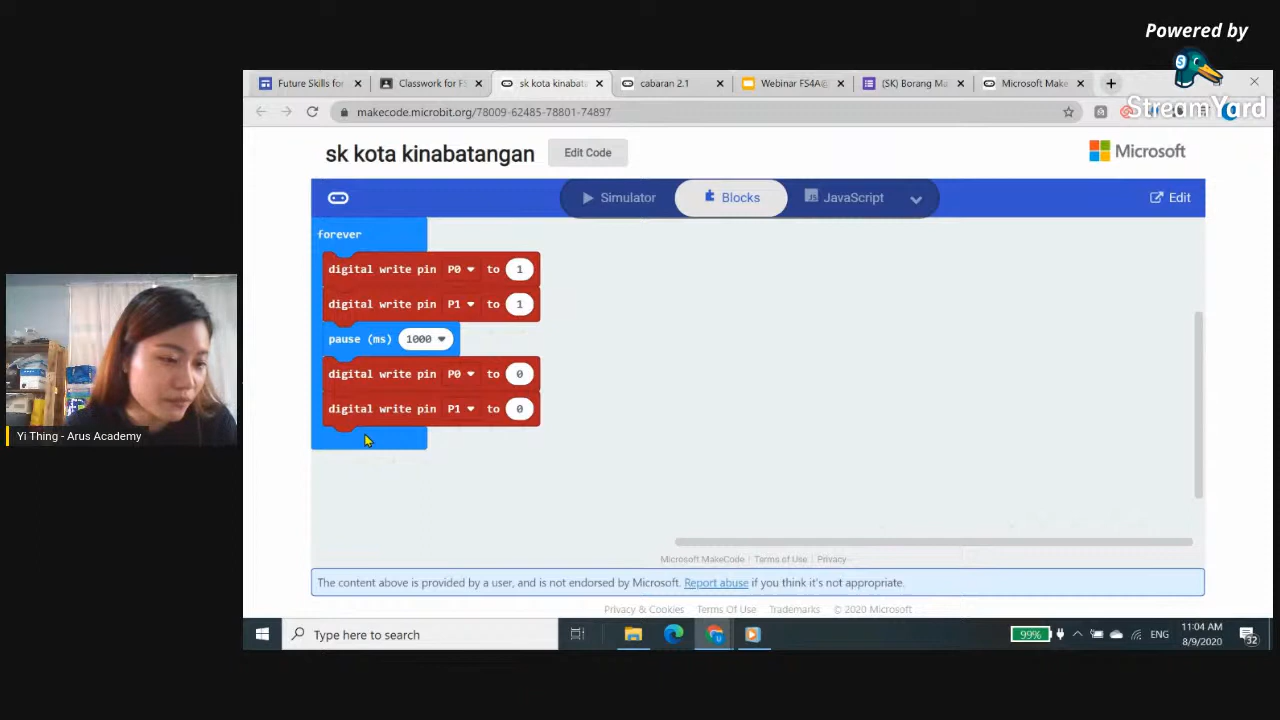 Powered by
StreamYard
Future Skills for
Classwork for FS
sk kota kinabat
cabaran 2.1
Webinar FS4A@
(SK) Borang Ma
Microsoft Make
makecode.microbit.org/78009-62485-78801-74897
sk kota kinabatangan
Edit Code
Microsoft
Simulator
Blocks
JS
JavaScript
Edit
forever
digital write pin P0 to 1
digital write pin P1 to 1
pause (ms) 1000
digital write pin P0 to 0
digital write pin P1 to 0
Yi Thing - Arus Academy
Microsoft MakeCode Terms of Use Privacy
The content above is provided by a user, and is not endorsed by Microsoft. Report abuse if you think it's not appropriate.
Privacy & Cookies Terms Of Use Trademarks © 2020 Microsoft
Type here to search
99%
ENG
11:04 AM
8/9/2020
32